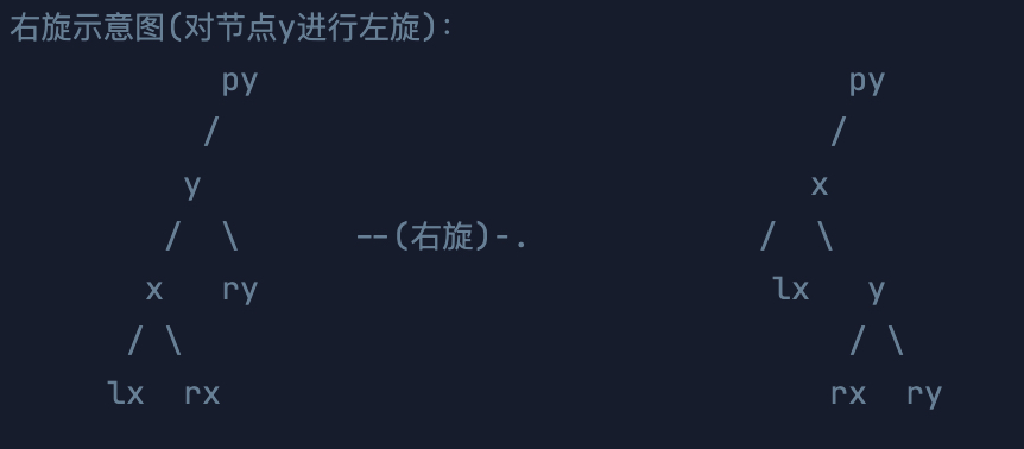 右旋示意图(对节点y进行左旋):
py py
/ /
y x
/ \ --(右旋)-. / \
x ry lx y
/ \ / \
lx rx rx ry